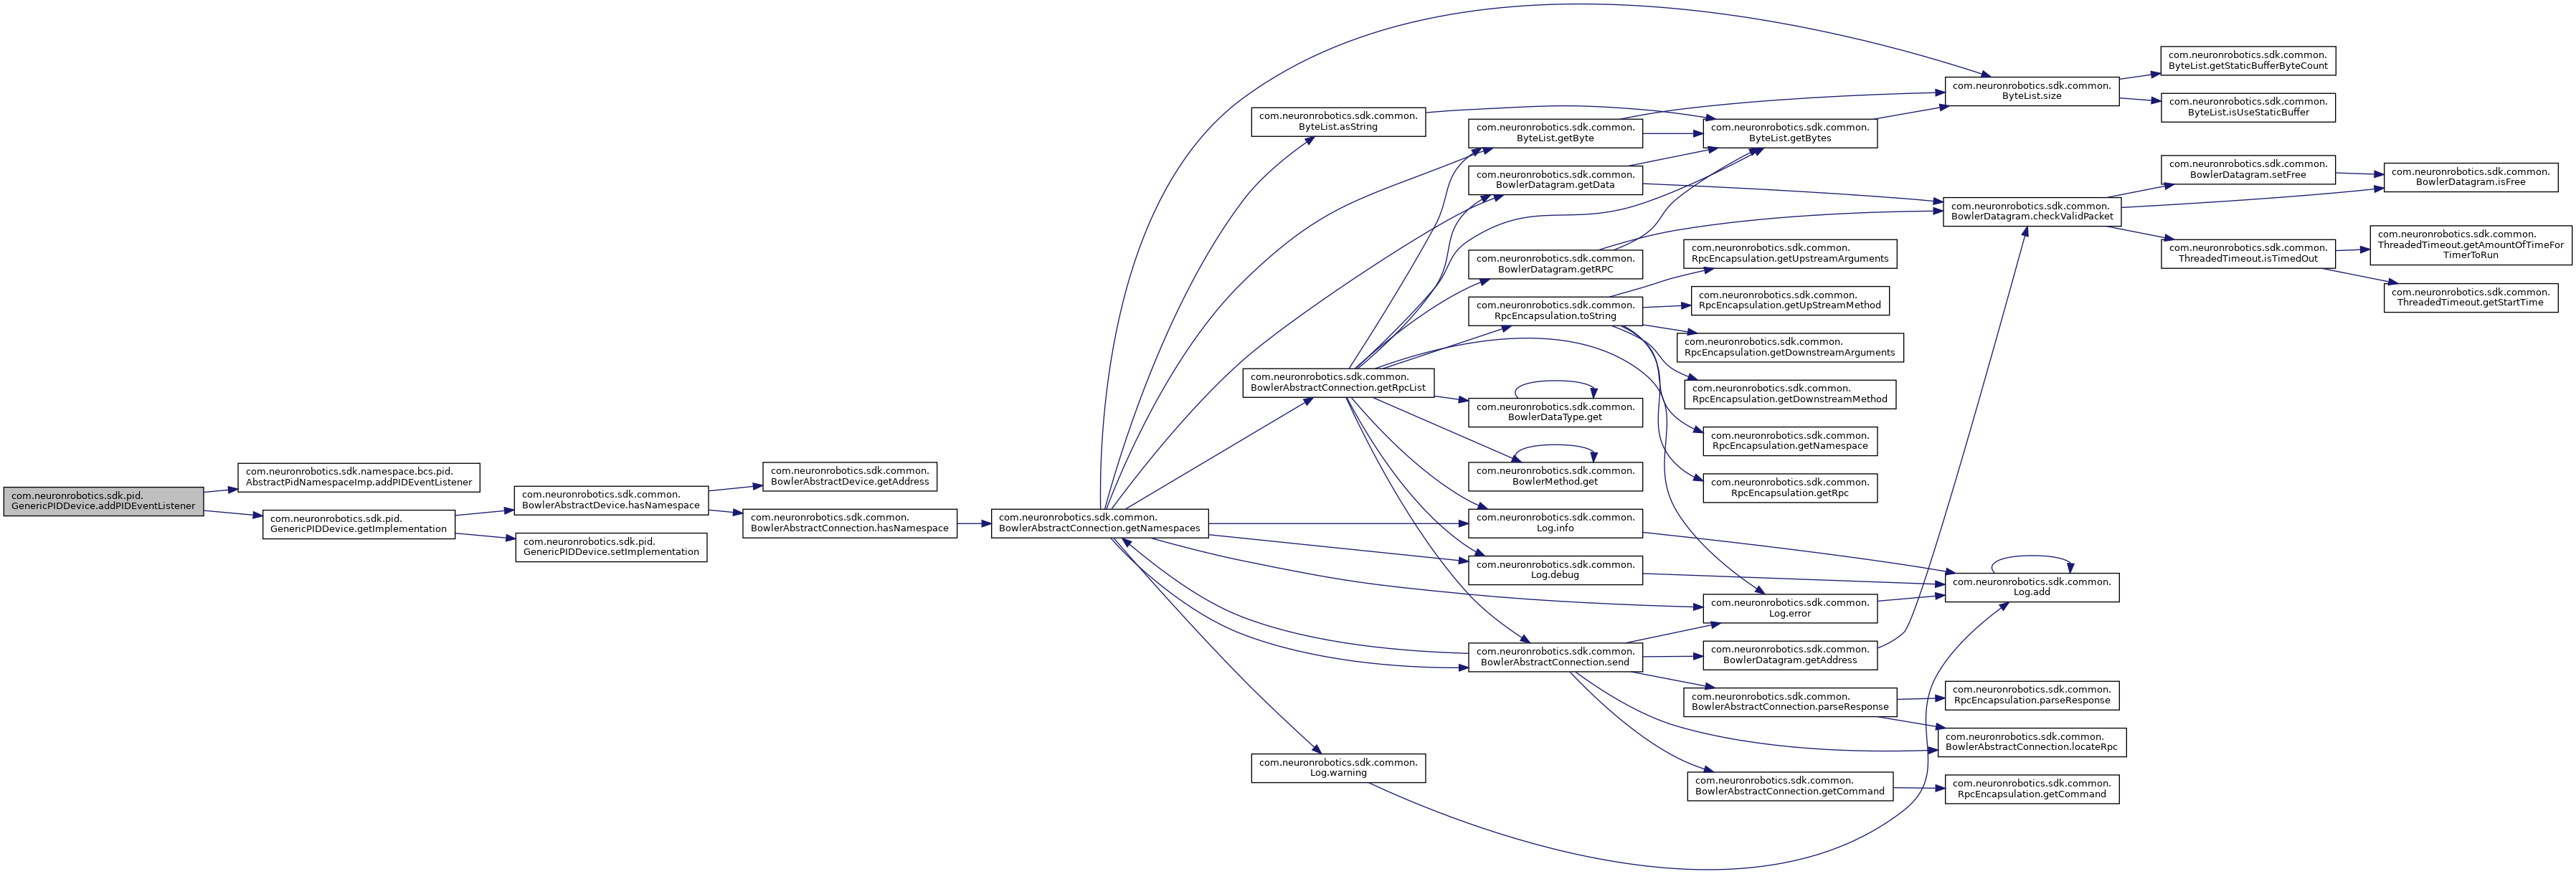 com.neuronrobotics.sdk.pid.
GenericPIDDevice.addPIDEventListener
com.neuronrobotics.sdk.namespace.bcs.pid.
AbstractPidNamespaceImp.addPIDEventListener
com.neuronrobotics.sdk.pid.
GenericPIDDevice.getImplementation
com.neuronrobotics.sdk.common.
BowlerAbstractDevice.hasNamespace
com.neuronrobotics.sdk.pid.
GenericPIDDevice.setImplementation
com.neuronrobotics.sdk.common.
BowlerAbstractDevice.getAddress
com.neuronrobotics.sdk.common.
BowlerAbstractConnection.hasNamespace
com.neuronrobotics.sdk.common.
BowlerAbstractConnection.getNamespaces
com.neuronrobotics.sdk.common.
ByteList.asString
com.neuronrobotics.sdk.common.
BowlerAbstractConnection.getRpcList
com.neuronrobotics.sdk.common.
Log.warning
com.neuronrobotics.sdk.common.
ByteList.getByte
com.neuronrobotics.sdk.common.
BowlerDatagram.getData
com.neuronrobotics.sdk.common.
BowlerDatagram.getRPC
com.neuronrobotics.sdk.common.
RpcEncapsulation.toString
com.neuronrobotics.sdk.common.
BowlerDataType.get
com.neuronrobotics.sdk.common.
BowlerMethod.get
com.neuronrobotics.sdk.common.
Log.info
com.neuronrobotics.sdk.common.
Log.debug
com.neuronrobotics.sdk.common.
BowlerAbstractConnection.send
com.neuronrobotics.sdk.common.
ByteList.getBytes
com.neuronrobotics.sdk.common.
RpcEncapsulation.getUpstreamArguments
com.neuronrobotics.sdk.common.
RpcEncapsulation.getUpStreamMethod
com.neuronrobotics.sdk.common.
RpcEncapsulation.getDownstreamArguments
com.neuronrobotics.sdk.common.
RpcEncapsulation.getDownstreamMethod
com.neuronrobotics.sdk.common.
RpcEncapsulation.getNamespace
com.neuronrobotics.sdk.common.
RpcEncapsulation.getRpc
com.neuronrobotics.sdk.common.
Log.error
com.neuronrobotics.sdk.common.
BowlerDatagram.getAddress
com.neuronrobotics.sdk.common.
BowlerAbstractConnection.parseResponse
com.neuronrobotics.sdk.common.
BowlerAbstractConnection.getCommand
com.neuronrobotics.sdk.common.
ByteList.size
com.neuronrobotics.sdk.common.
BowlerDatagram.checkValidPacket
com.neuronrobotics.sdk.common.
Log.add
com.neuronrobotics.sdk.common.
RpcEncapsulation.parseResponse
com.neuronrobotics.sdk.common.
BowlerAbstractConnection.locateRpc
com.neuronrobotics.sdk.common.
RpcEncapsulation.getCommand
com.neuronrobotics.sdk.common.
ByteList.getStaticBufferByteCount
com.neuronrobotics.sdk.common.
ByteList.isUseStaticBuffer
com.neuronrobotics.sdk.common.
BowlerDatagram.setFree
com.neuronrobotics.sdk.common.
ThreadedTimeout.isTimedOut
com.neuronrobotics.sdk.common.
BowlerDatagram.isFree
com.neuronrobotics.sdk.common.
ThreadedTimeout.getAmountOfTimeFor
TimerToRun
com.neuronrobotics.sdk.common.
ThreadedTimeout.getStartTime